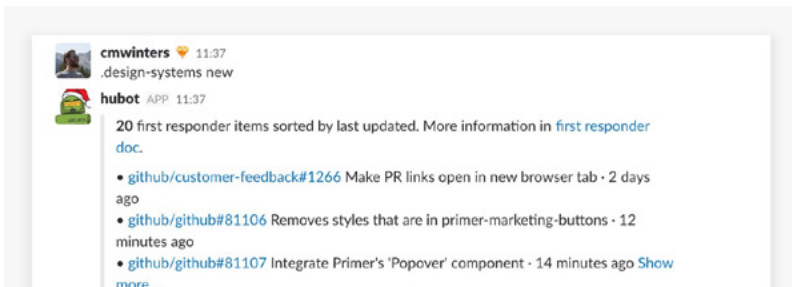 cmwinters 11:37
.design-systems new
hubot APP 11:37
20 first responder items sorted by last updated. More information in first responder
doc.
• github/customer-feedback#1266 Make PR links open in new browser tab · 2 days
ago
• github/github#81106 Removes styles that are in primer-marketing-buttons · 12
minutes ago
• github/github#81107 Integrate Primer's 'Popover' component · 14 minutes ago Show
more